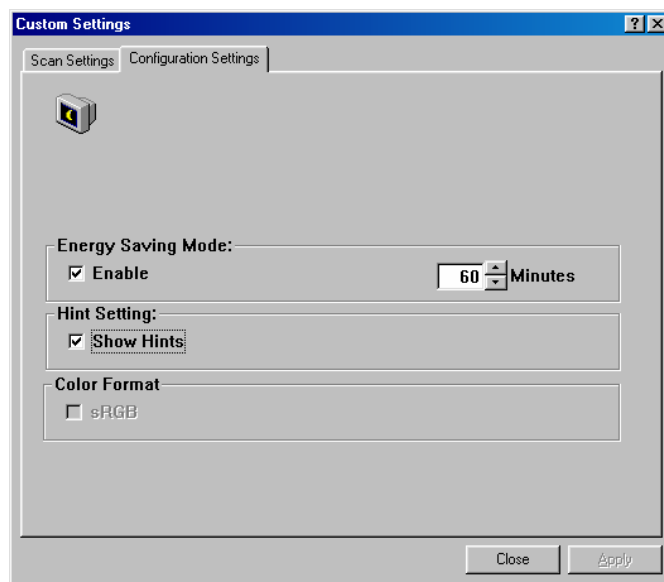 Custom Settings
Scan Settings Configuration Settings
Energy Saving Mode:
Enable 60 Minutes
Hint Setting:
Show Hints
Color Format
sRGB
Close Apply